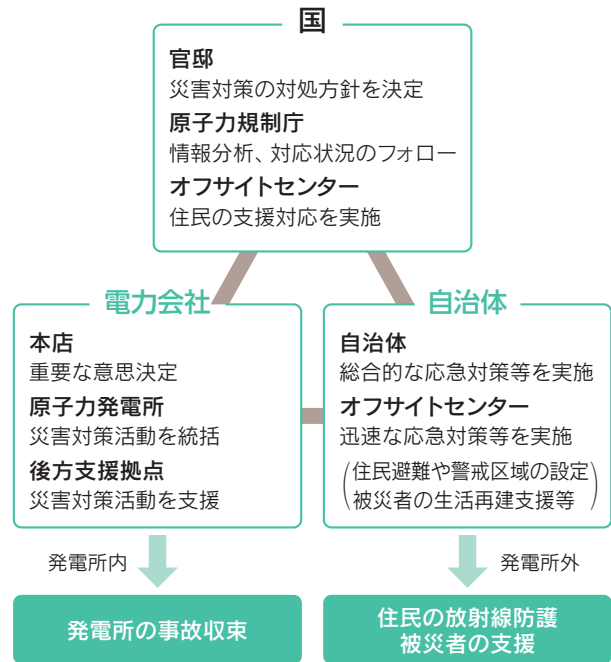 国
官邸
災害対策の対処方針を決定
原子力規制庁
情報分析、対応状況のフォロー
オフサイトセンター
住民の支援対応を実施
電力会社
本店
重要な意思決定
原子力発電所
災害対策活動を統括
後方支援拠点
災害対策活動を支援
自治体
自治体
総合的な応急対策等を実施
オフサイトセンター
迅速な応急対策等を実施
(住民避難や警戒区域の設定
被災者の生活再建支援等)
発電所内
発電所の事故収束
発電所外
住民の放射線防護
被災者の支援